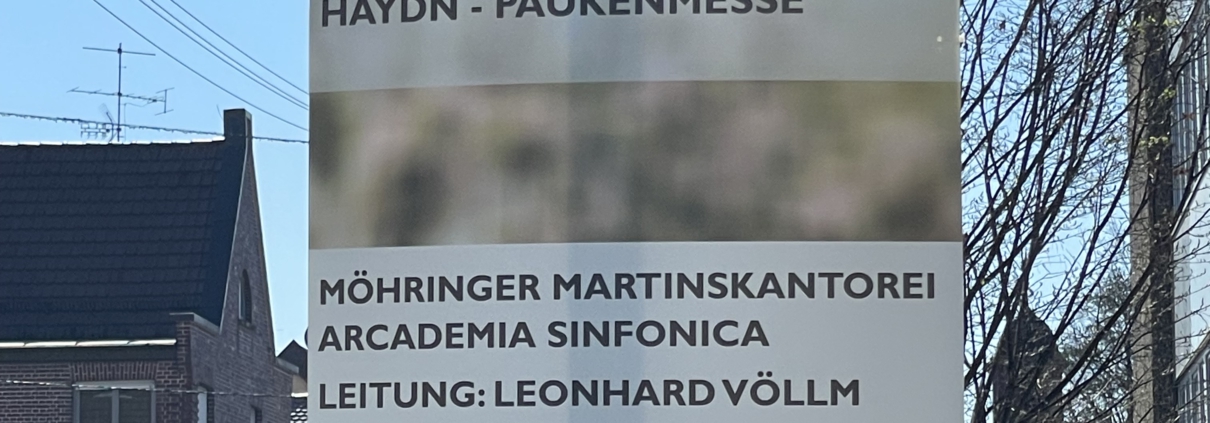 HAYDN - PAUKENMESSE
MÖHRINGER MARTINSKANTOREI
ARCADEMIA SINFONICA
LEITUNG: LEONHARD VÖLLM